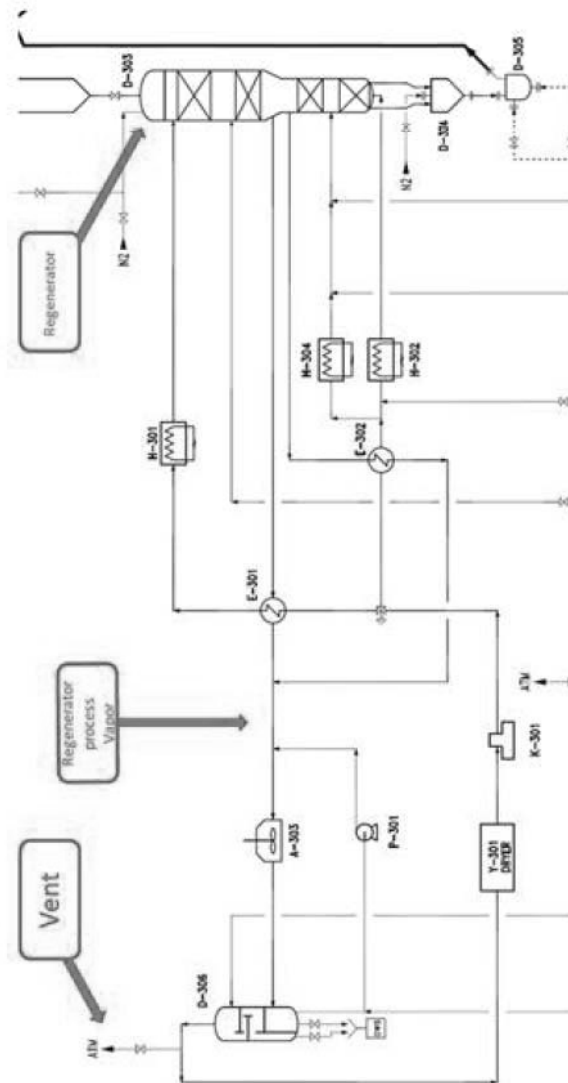 D-303
D-305
D-324
N2
N2
Regenerator
H-304
H-302
H-301
E-302
E-301
Regenerator
process
Vapor
ATM
K-301
A-303
P-301
Y-301
DRYER
Vent
D-306
ATM